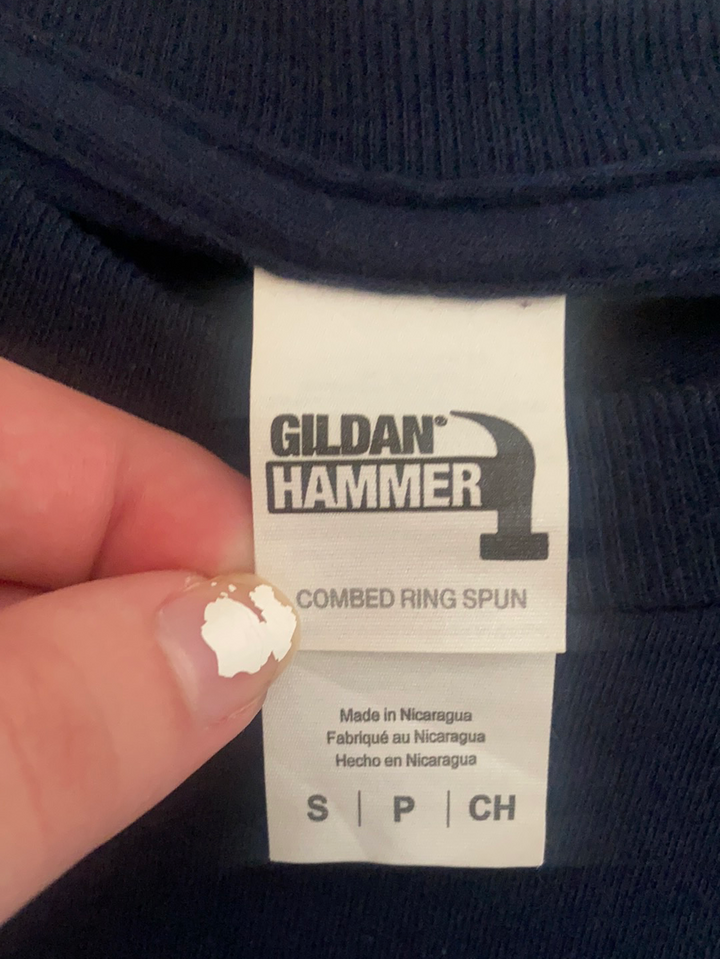 GILDAN®
HAMMER
COMBED RING SPUN
Made in Nicaragua
Fabriqué au Nicaragua
Hecho en Nicaragua
S | P | CH